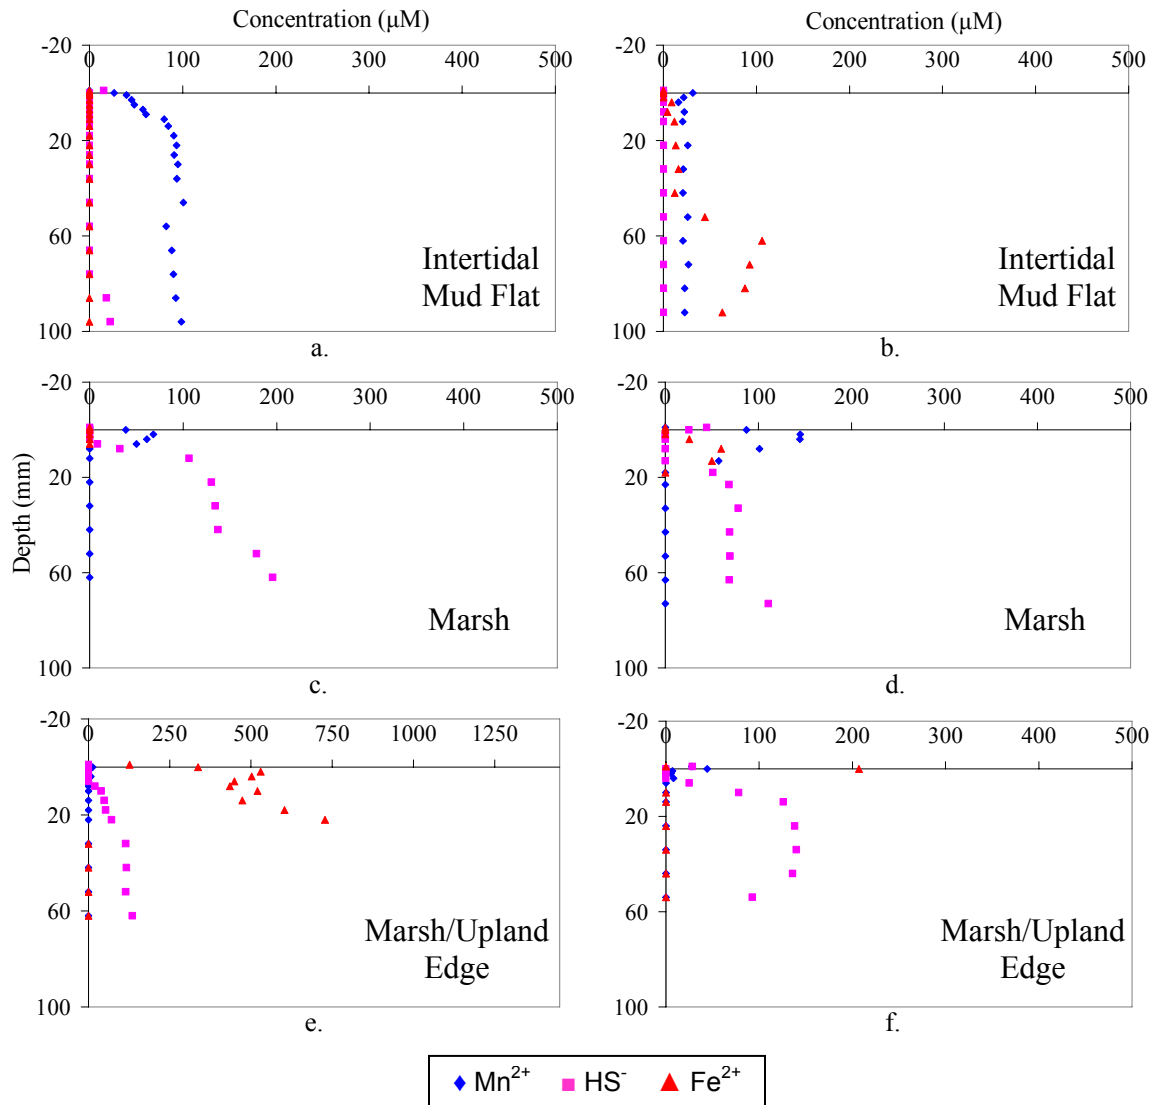 Concentration (µM) Concentration (µM)
-20 -20
0 100 200 300 400 500 0 100 200 300 400 500
20 20
60 60
Intertidal Intertidal
Mud Flat Mud Flat
100 100
a. b.
-20 -20
0 100 200 300 400 500 0 100 200 300 400 500
20 20
Depth (mm)
60 60
Marsh Marsh
100 100
c. d.
-20 -20
0 250 500 750 1000 1250 0 100 200 300 400 500
20 20
60 60
Marsh/Upland Marsh/Upland
Edge Edge
100 100
e. f.
Mn²⁺ HS⁻ Fe²⁺